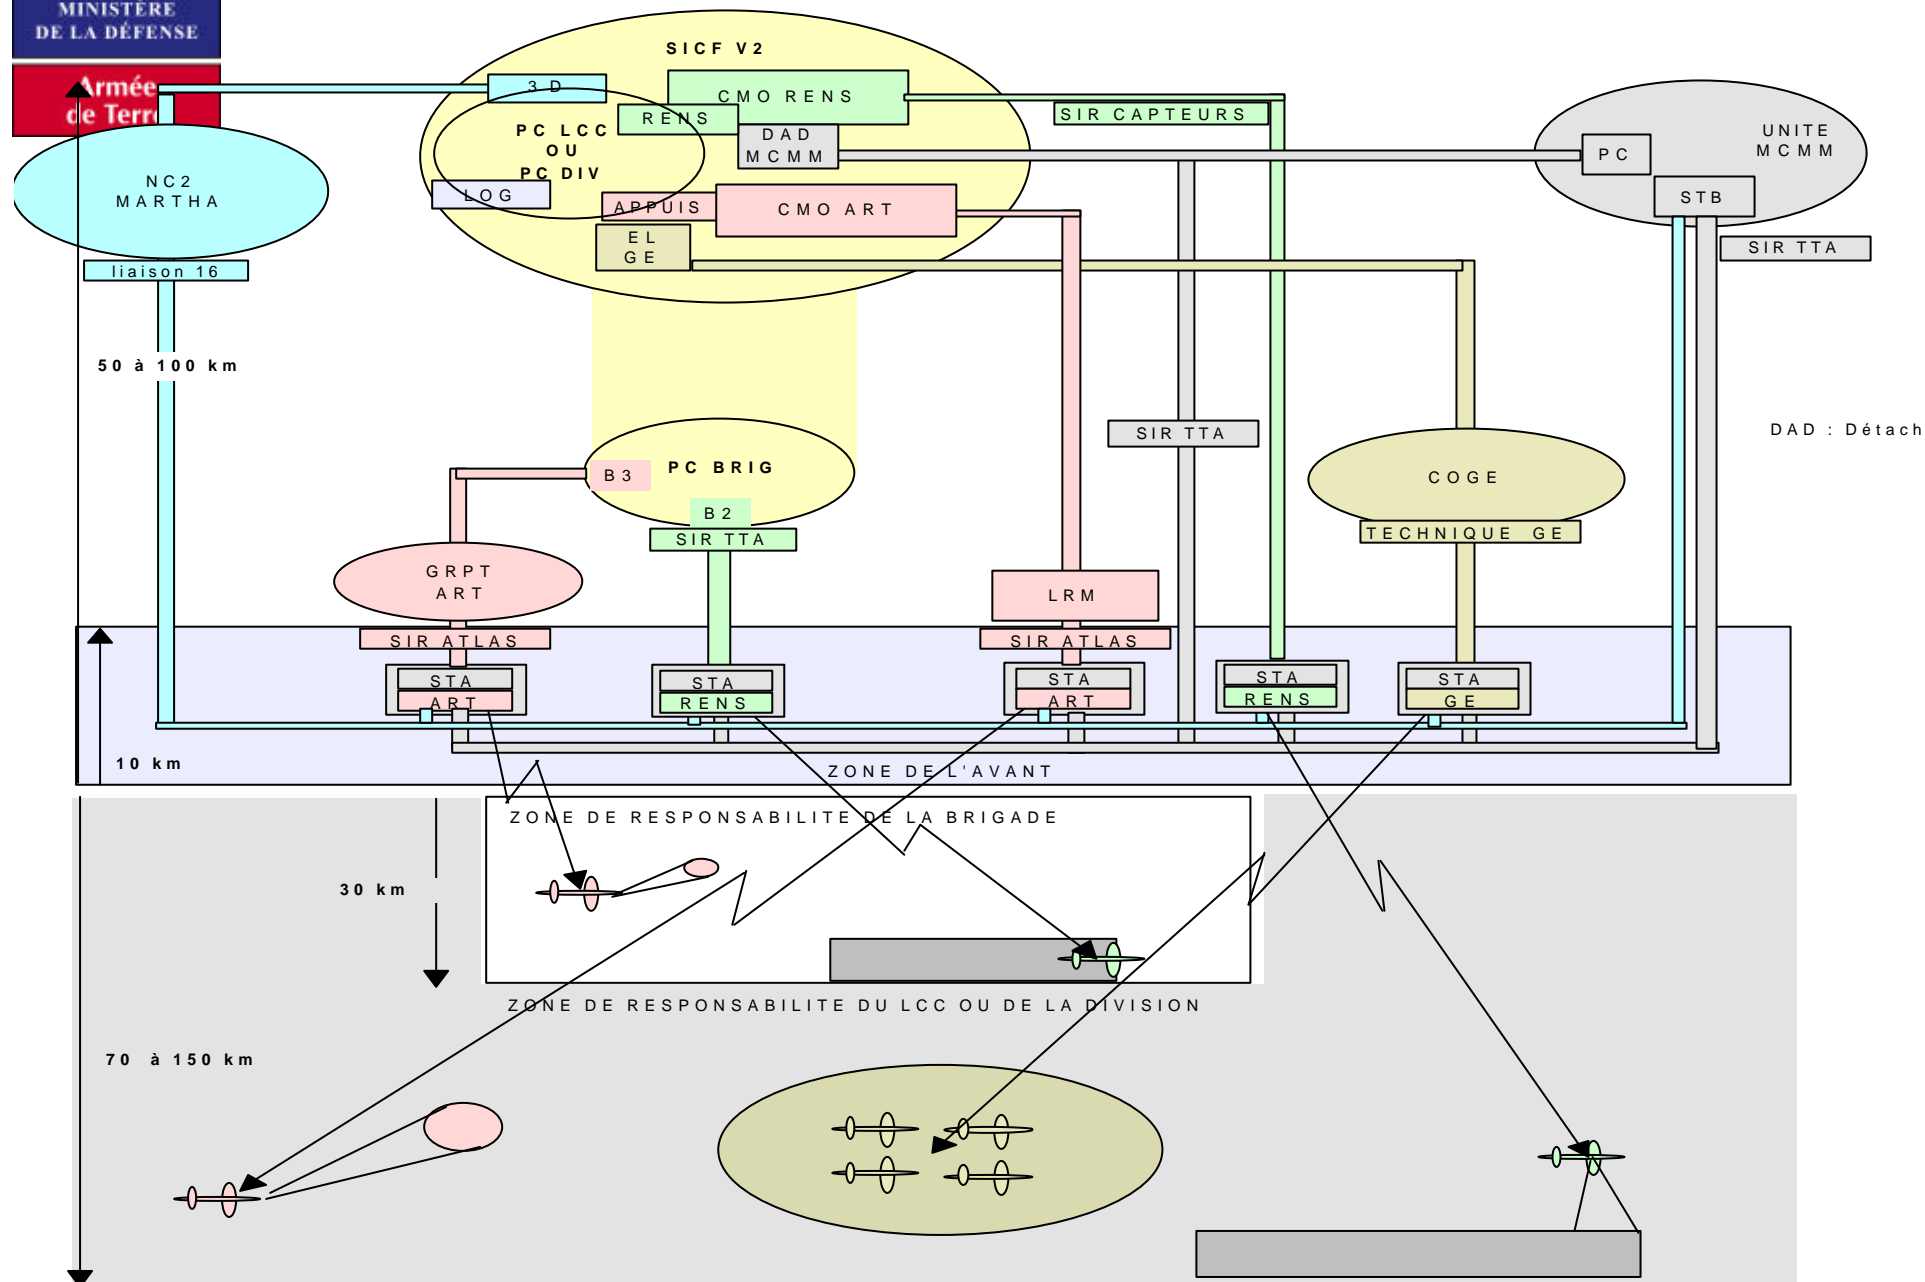 MINISTÈRE
DE LA DÉFENSE
Armée
de Terre
SICF V2
3 D
CMO RENS
RENS
SIR CAPTEURS
PC LCC
OU
PC DIV
DAD
MCMM
LOG
APPUIS
CMO ART
EL
GE
UNITE
MCMM
PC
STB
SIR TTA
NC2
MARTHA
liaison 16
50 à 100 km
SIR TTA
DAD : Détach
PC BRIG
B3
B2
SIR TTA
COGE
TECHNIQUE GE
GRPT
ART
LRM
SIR ATLAS
SIR ATLAS
STA
ART
STA
RENS
STA
ART
STA
RENS
STA
GE
10 km
ZONE DE L'AVANT
ZONE DE RESPONSABILITE DE LA BRIGADE
30 km
ZONE DE RESPONSABILITE DU LCC OU DE LA DIVISION
70 à 150 km